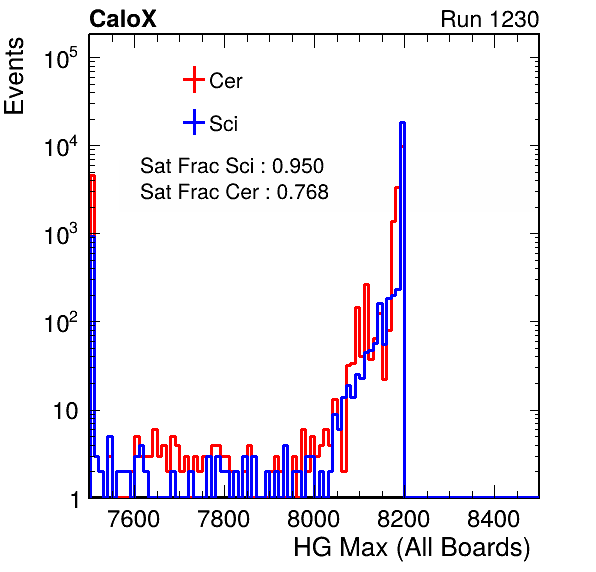 CaloX Run 1230
Events
10^5
10^4
10^3
10^2
10
1
Cer
Sci
Sat Frac Sci : 0.950
Sat Frac Cer : 0.768
7600 7800 8000 8200 8400
HG Max (All Boards)